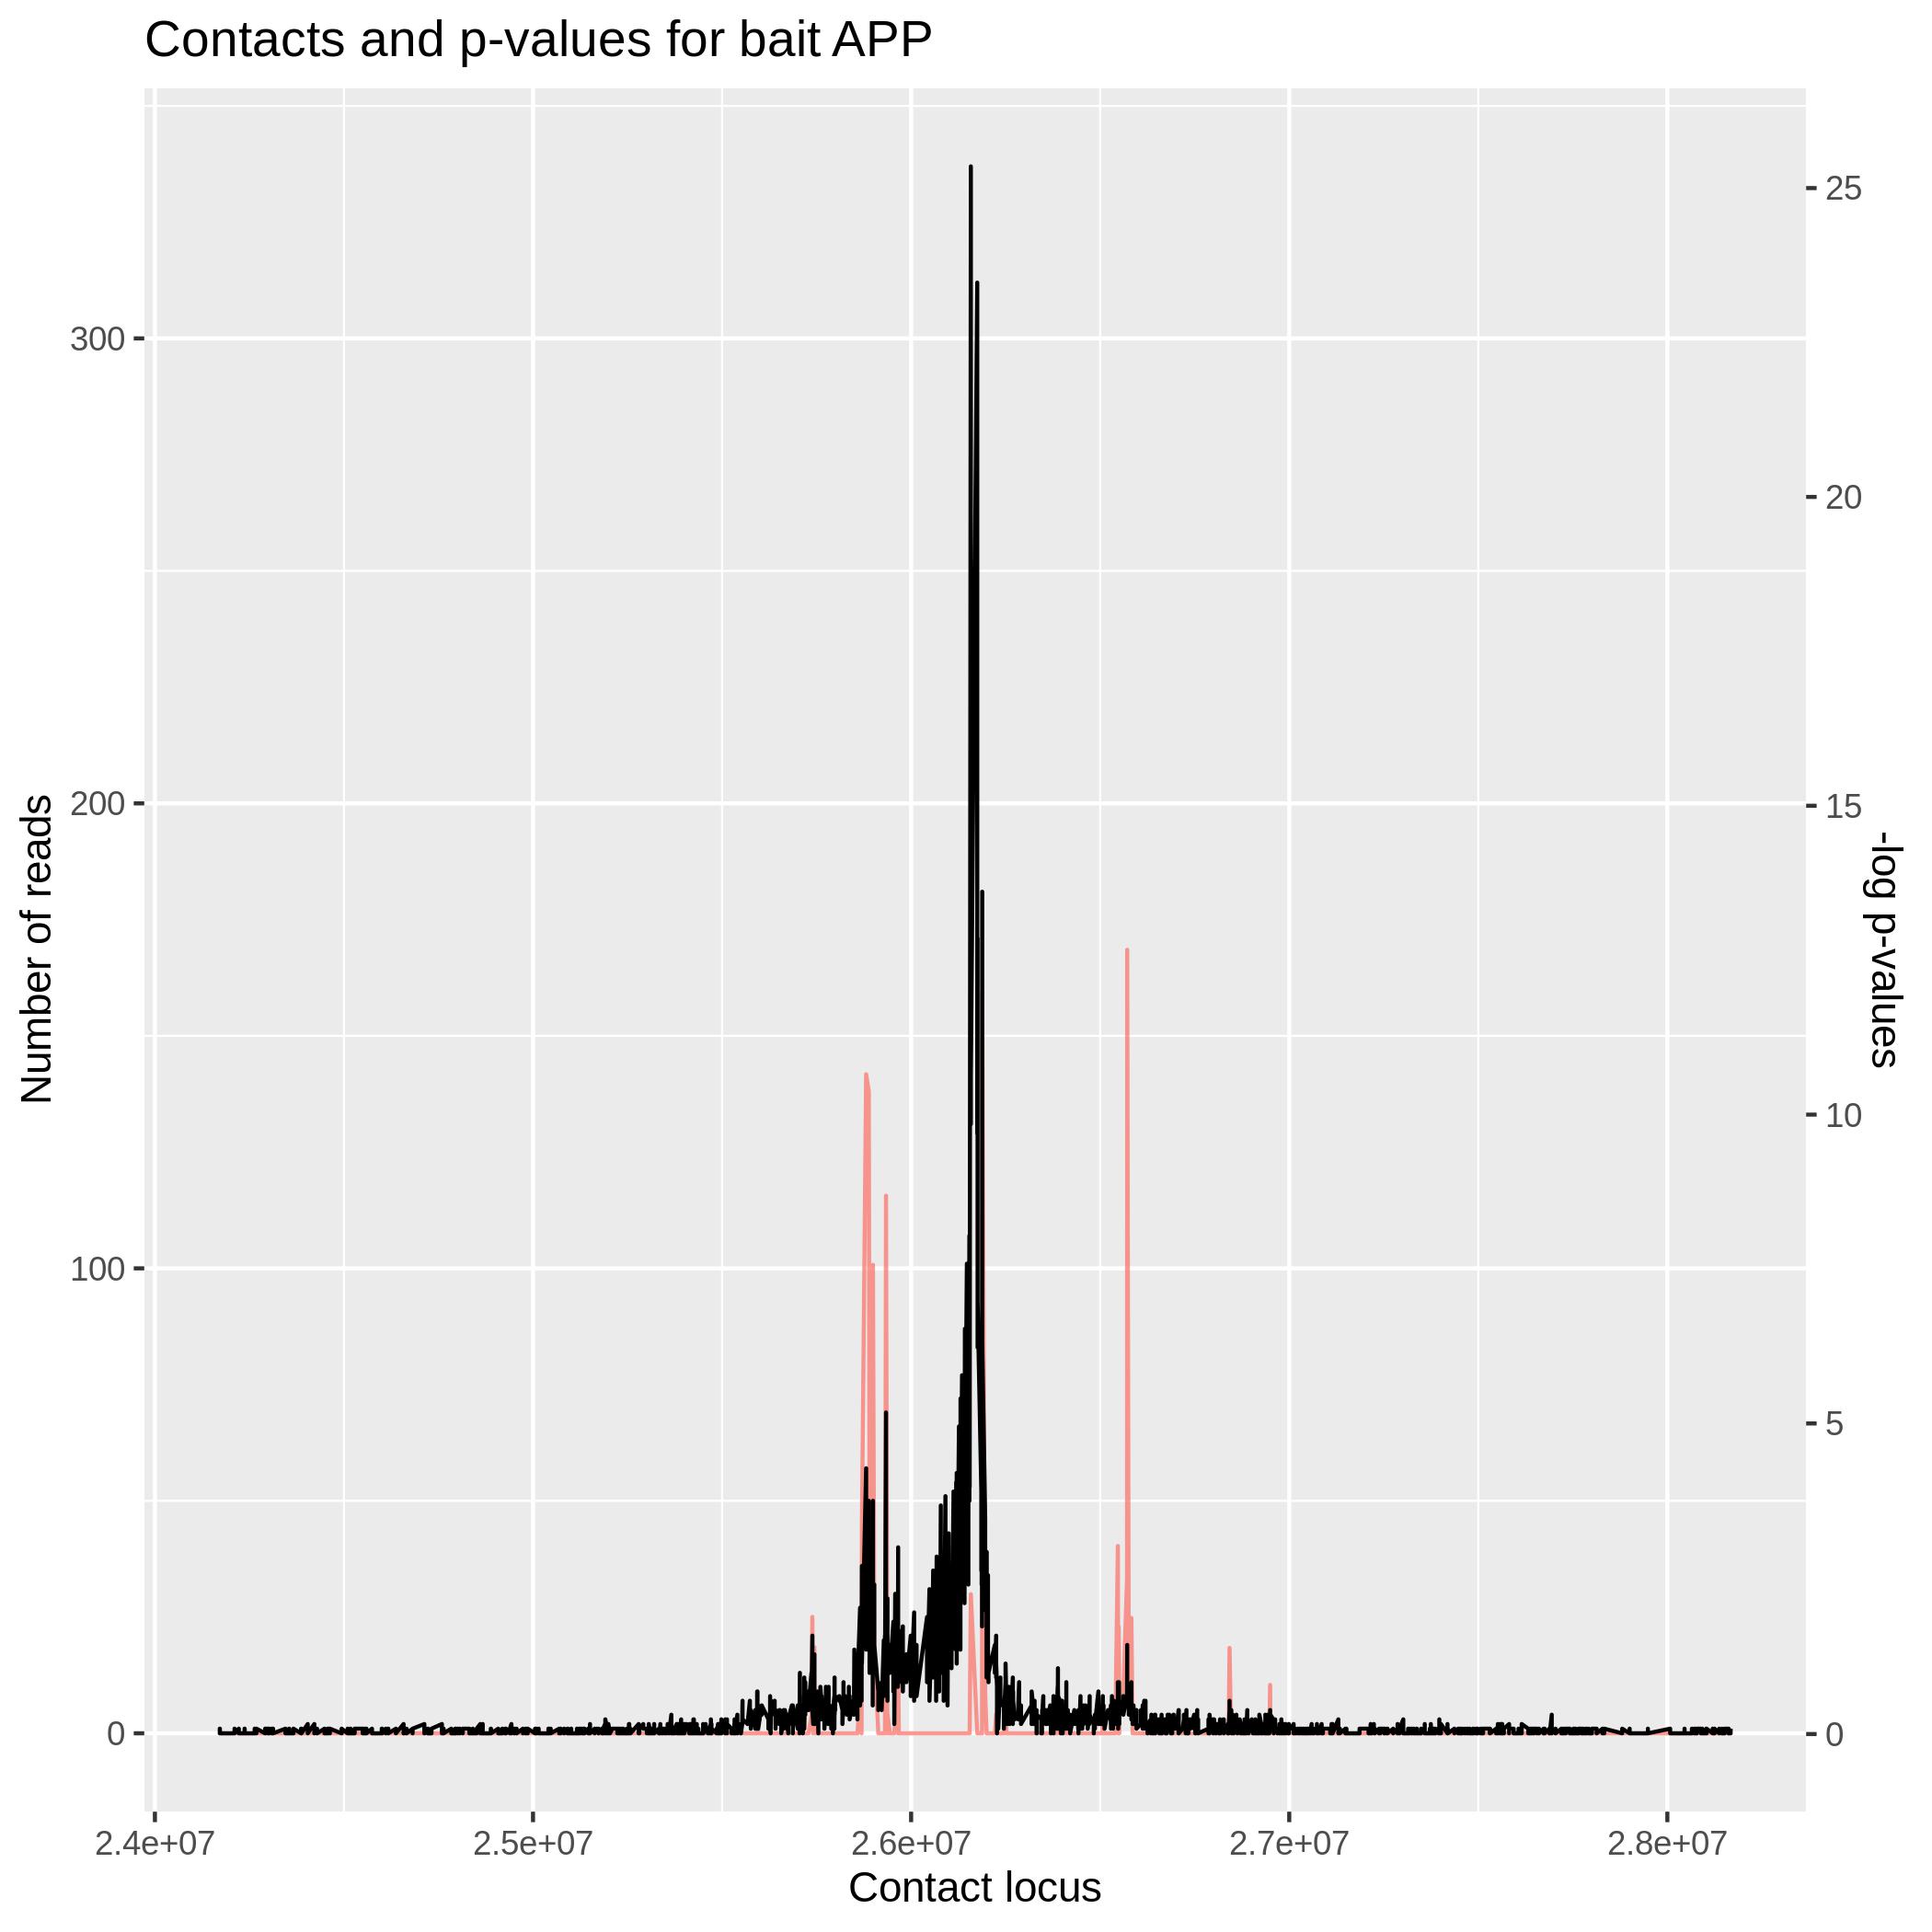 Contacts and p-values for bait APP
Number of reads
300
200
100
0
25
20
15
10
5
0
-log p-values
2.4e+07
2.5e+07
2.6e+07
2.7e+07
2.8e+07
Contact locus